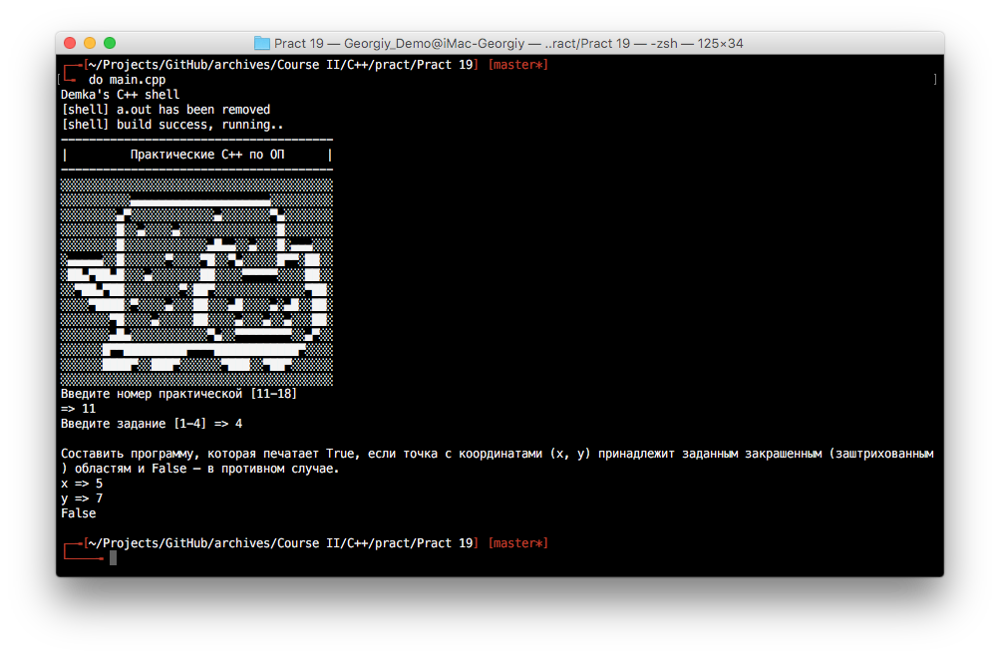 Pract 19 — Georgiy_Demo@iMac-Georgiy — ..ract/Pract 19 — -zsh — 125×34
[~/Projects/GitHub/archives/Course II/C++/pract/Pract 19] [master*]
do main.cpp
Demka's C++ shell
[shell] a.out has been removed
[shell] build success, running..
| Практические C++ по ОП |
Введите номер практической [11-18]
=> 11
Введите задание [1-4] => 4
Составить программу, которая печатает True, если точка с координатами (x, y) принадлежит заданным закрашенным (заштрихованным
) областям и False — в противном случае.
x => 5
y => 7
False
[~/Projects/GitHub/archives/Course II/C++/pract/Pract 19] [master*]